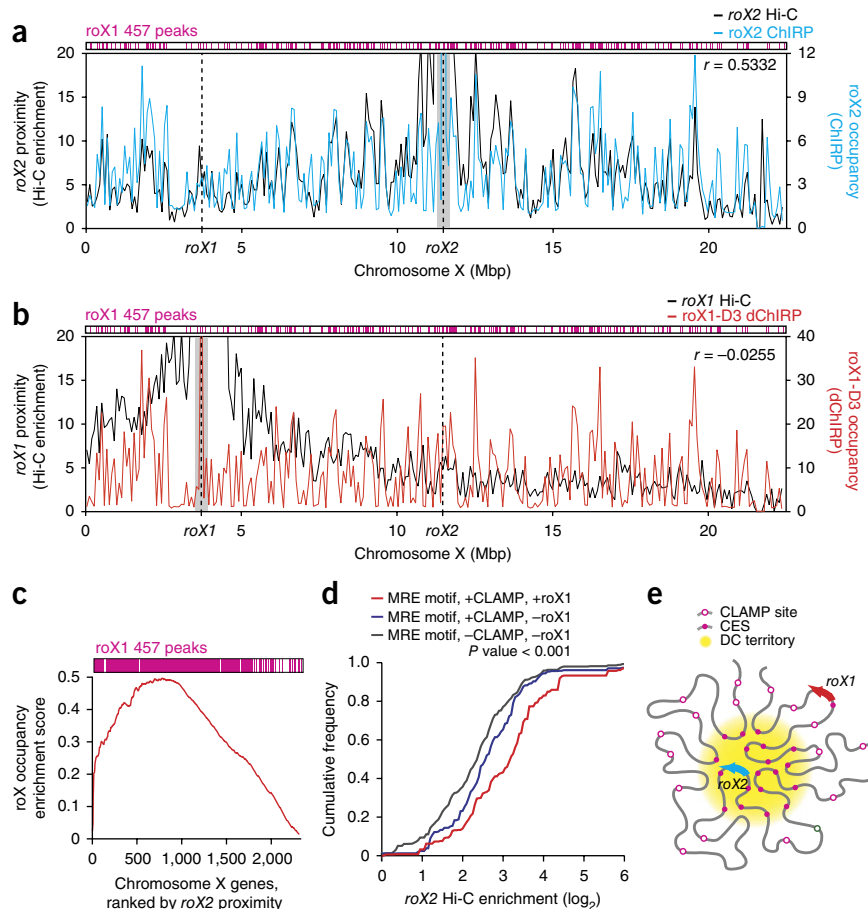 a
roX1 457 peaks
– roX2 Hi-C
– roX2 ChIRP
r = 0.5332
20
15
10
5
0
roX2 proximity
(Hi-C enrichment)
12
9
6
3
0
roX2 occupancy
(ChIRP)
0 roX1 5 10 roX2 15 20
Chromosome X (Mbp)
b
roX1 457 peaks
– roX1 Hi-C
– roX1-D3 dChIRP
r = –0.0255
20
15
10
5
0
roX1 proximity
(Hi-C enrichment)
40
30
20
10
0
roX1-D3 occupancy
(dChIRP)
0 roX1 5 10 roX2 15 20
Chromosome X (Mbp)
c
roX1 457 peaks
0.5
0.4
0.3
0.2
0.1
0
roX occupancy
enrichment score
0 500 1,000 1,500 2,000
Chromosome X genes,
ranked by roX2 proximity
d
MRE motif, +CLAMP, +roX1
MRE motif, +CLAMP, –roX1
MRE motif, –CLAMP, –roX1
P value < 0.001
1.0
0.8
0.6
0.4
0.2
0
Cumulative frequency
0 1 2 3 4 5 6
roX2 Hi-C enrichment (log2)
e
CLAMP site
CES
DC territory
roX1
roX2